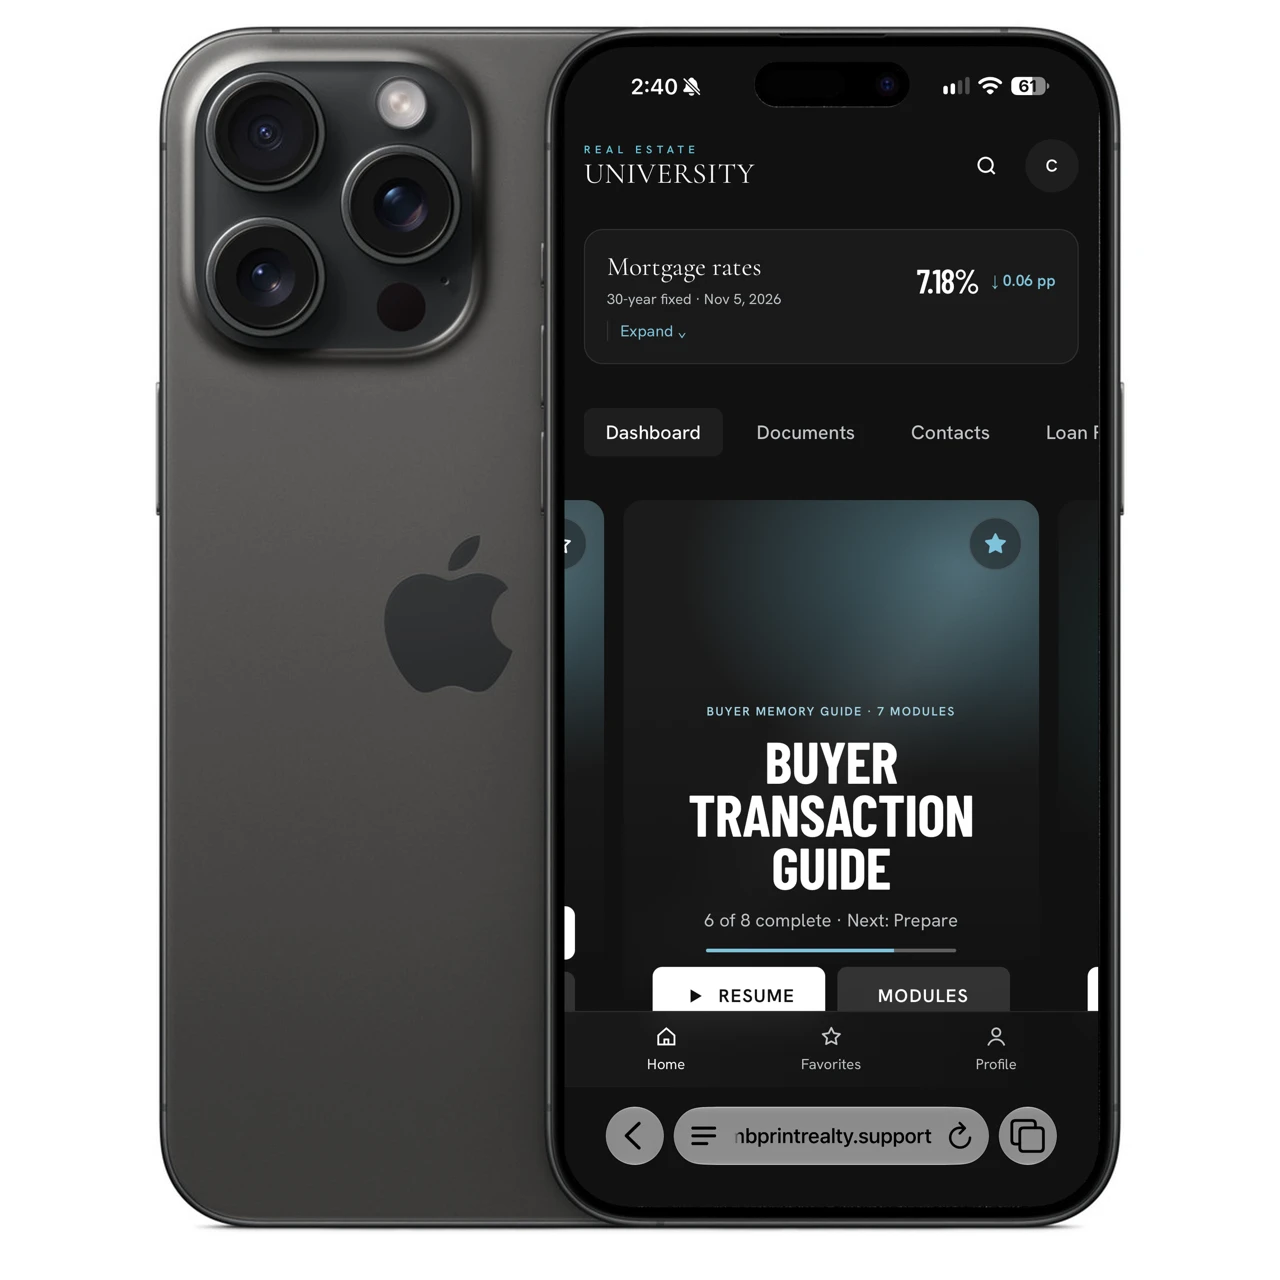 2:40
61
REAL ESTATE
UNIVERSITY
C
Mortgage rates
30-year fixed · Nov 5, 2026
7.18% ↓ 0.06 pp
Expand
Dashboard Documents Contacts Loan
BUYER MEMORY GUIDE · 7 MODULES
BUYER
TRANSACTION
GUIDE
6 of 8 complete · Next: Prepare
RESUME MODULES
Home Favorites Profile
nbprintrealty.support